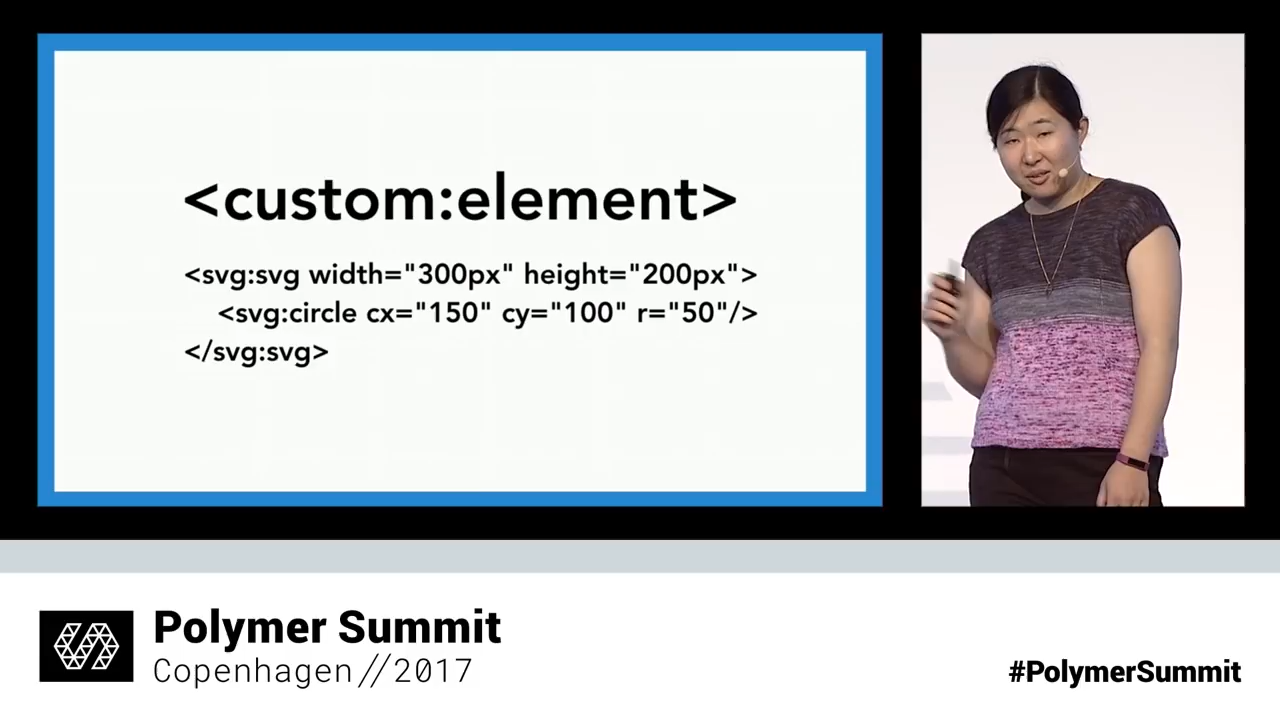 <custom:element>
<svg:svg width="300px" height="200px">
<svg:circle cx="150" cy="100" r="50"/>
</svg:svg>
Polymer Summit
Copenhagen//2017
#PolymerSummit